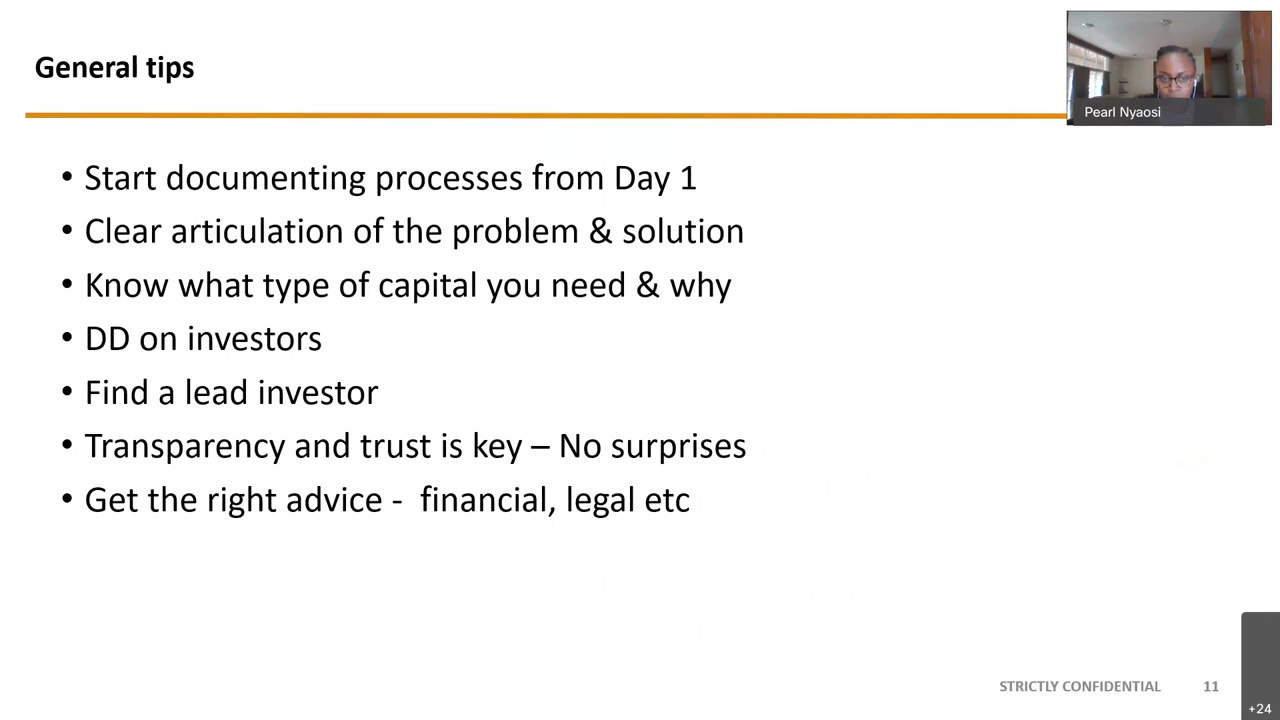 General tips
Pearl Nyaosi
• Start documenting processes from Day 1
• Clear articulation of the problem & solution
• Know what type of capital you need & why
• DD on investors
• Find a lead investor
• Transparency and trust is key – No surprises
• Get the right advice -  financial, legal etc
STRICTLY CONFIDENTIAL 11
+24